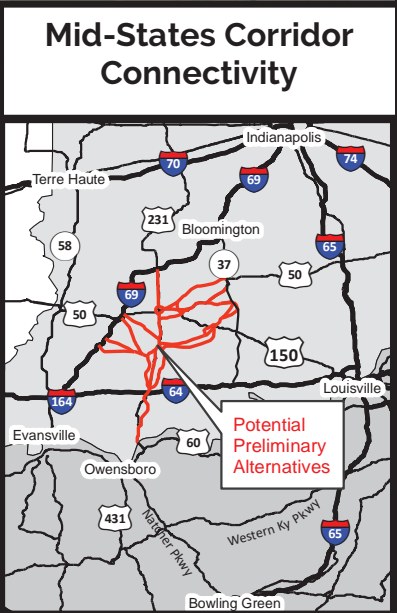 Mid-States Corridor
Connectivity
Indianapolis
70
74
69
Terre Haute
231
Bloomington
58
37
65
50
69
50
150
Louisville
64
164
Potential
Preliminary
Alternatives
Evansville
60
Owensboro
431
Natcher Pkwy
Western Ky Pkwy
65
Bowling Green